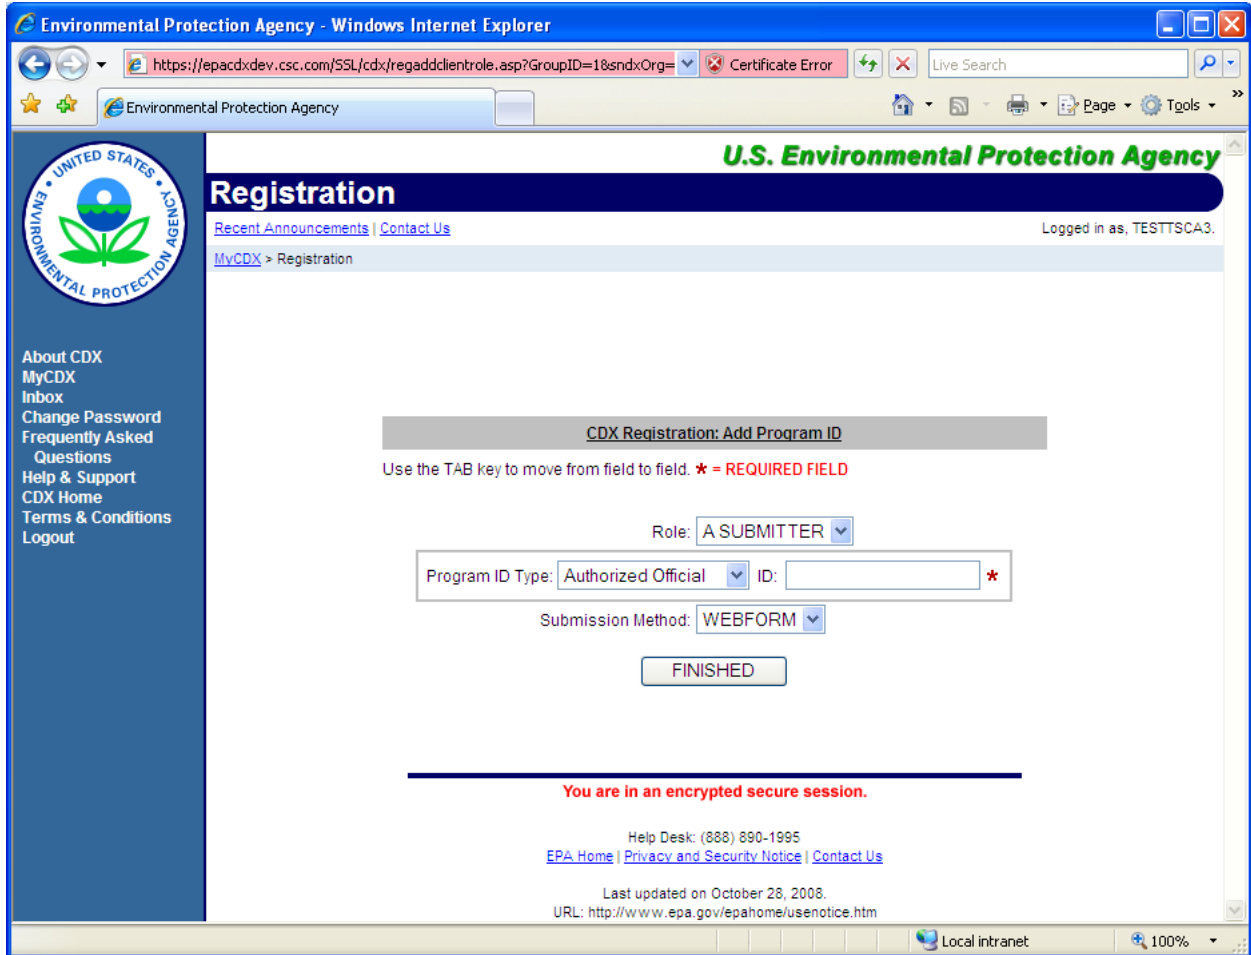 Environmental Protection Agency - Windows Internet Explorer
https://epacdxdev.csc.com/SSL/cdx/regaddclientrole.asp?GroupID=1&sndxOrg= Certificate Error Live Search
Environmental Protection Agency Page Tools »
UNITED STATES ENVIRONMENTAL PROTECTION AGENCY
U.S. Environmental Protection Agency
Registration
Recent Announcements | Contact Us Logged in as, TESTTSCA3.
MyCDX > Registration
About CDX
MyCDX
Inbox
Change Password
Frequently Asked
Questions
Help & Support
CDX Home
Terms & Conditions
Logout
CDX Registration: Add Program ID
Use the TAB key to move from field to field. * = REQUIRED FIELD
Role: A SUBMITTER
Program ID Type: Authorized Official ID: *
Submission Method: WEBFORM
FINISHED
You are in an encrypted secure session.
Help Desk: (888) 890-1995
EPA Home | Privacy and Security Notice | Contact Us
Last updated on October 28, 2008.
URL: http://www.epa.gov/epahome/usenotice.htm
Local intranet 100%